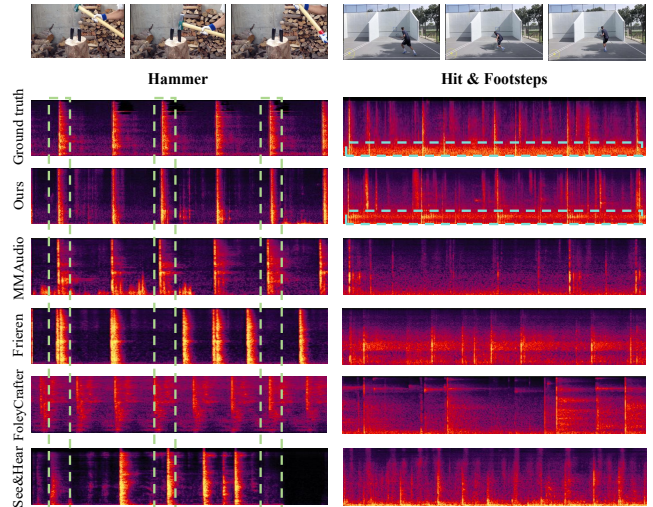 Hammer
Hit & Footsteps
Ground truth
Ours
MMAudio
Frieren
FoleyCrafter
See&Hear